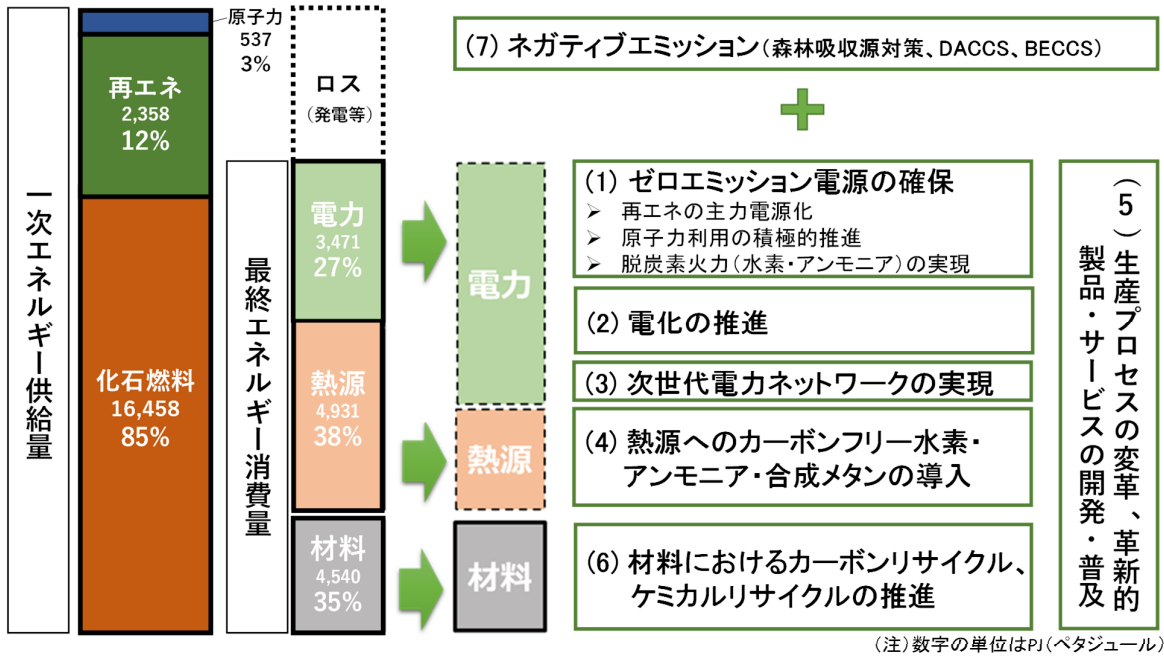 一次エネルギー供給量
原子力
537
3%
再エネ
2,358
12%
化石燃料
16,458
85%
最終エネルギー消費量
ロス
（発電等）
電力
3,471
27%
熱源
4,931
38%
材料
4,540
35%
電力
熱源
材料
(7) ネガティブエミッション（森林吸収源対策、DACCS、BECCS）
(1) ゼロエミッション電源の確保
➢ 再エネの主力電源化
➢ 原子力利用の積極的推進
➢ 脱炭素火力（水素・アンモニア）の実現
(2) 電化の推進
(3) 次世代電力ネットワークの実現
(4) 熱源へのカーボンフリー水素・
アンモニア・合成メタンの導入
(6) 材料におけるカーボンリサイクル、
ケミカルリサイクルの推進
（5）生産プロセスの変革、革新的
製品・サービスの開発・普及
（注）数字の単位はPJ（ペタジュール）